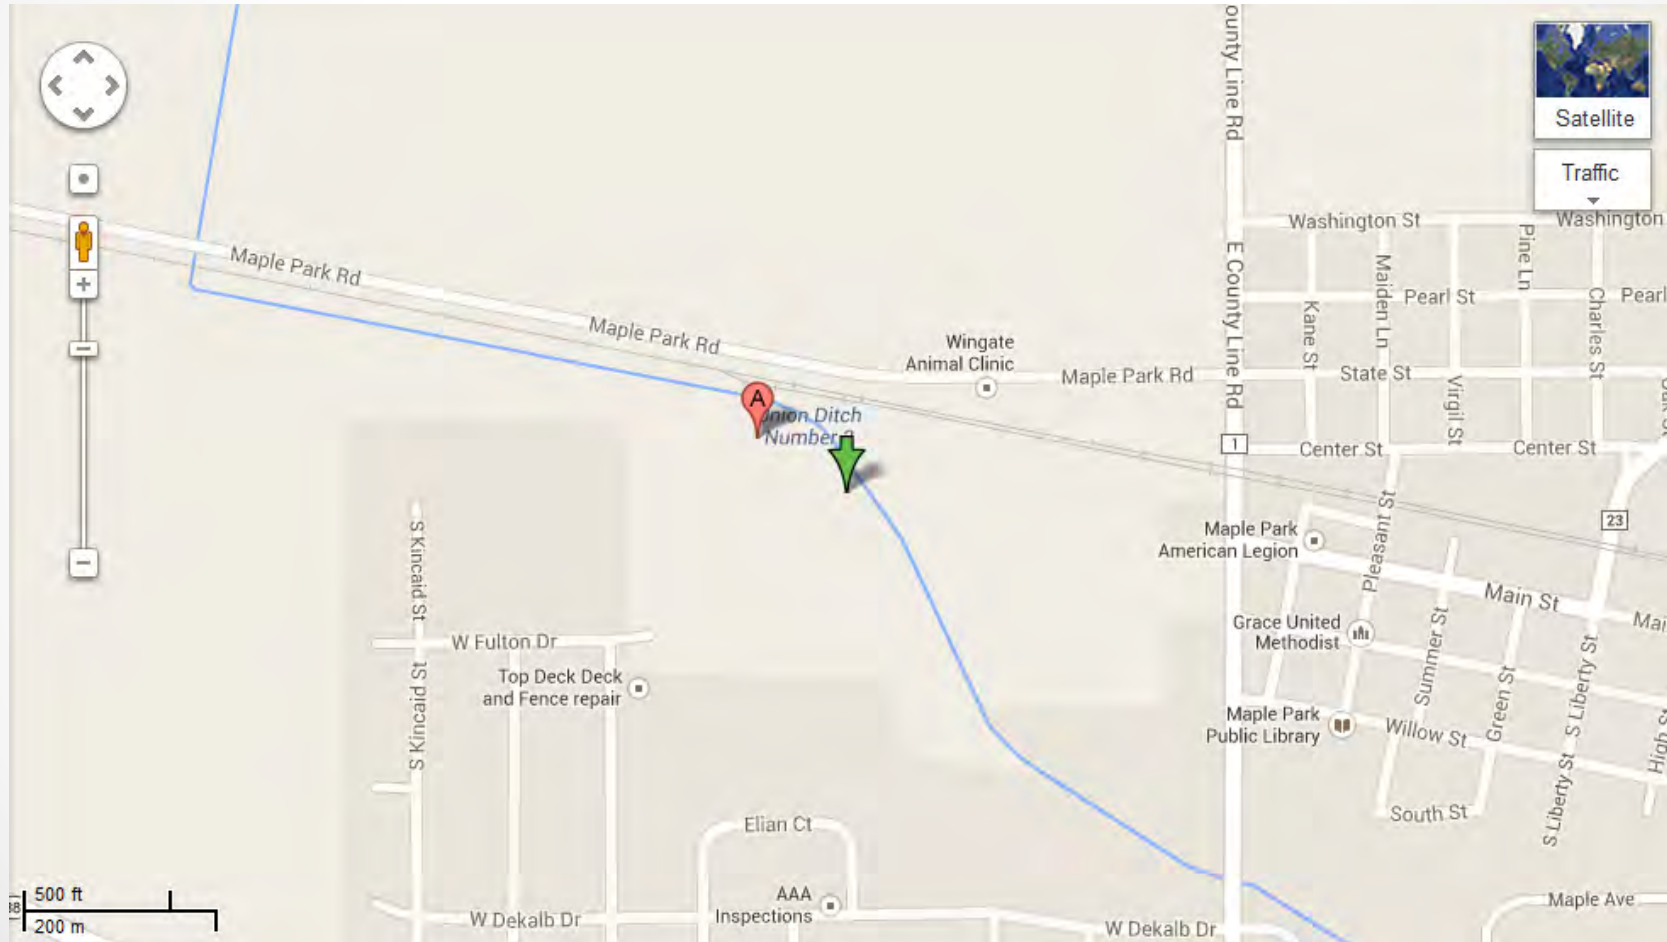 County Line Rd
Satellite
Traffic
Washington St
Washington
Maple Park Rd
E County Line Rd
Pine Ln
Maiden Ln
Pearl St
Pearl
Kane St
Charles St
Maple Park Rd
Wingate
Animal Clinic
Maple Park Rd
State St
Virgil St
A
Union Ditch
Number
1
Center St
Center St
S Kincaid St
Pleasant St
23
Maple Park
American Legion
Main St
W Fulton Dr
Grace United
Methodist
Summer St
S Liberty St
S Kincaid St
Top Deck Deck
and Fence repair
Green St
Maple Park
Public Library
Willow St
High St
S Liberty St
Elian Ct
South St
500 ft
200 m
AAA
Inspections
W Dekalb Dr
W Dekalb Dr
Maple Ave